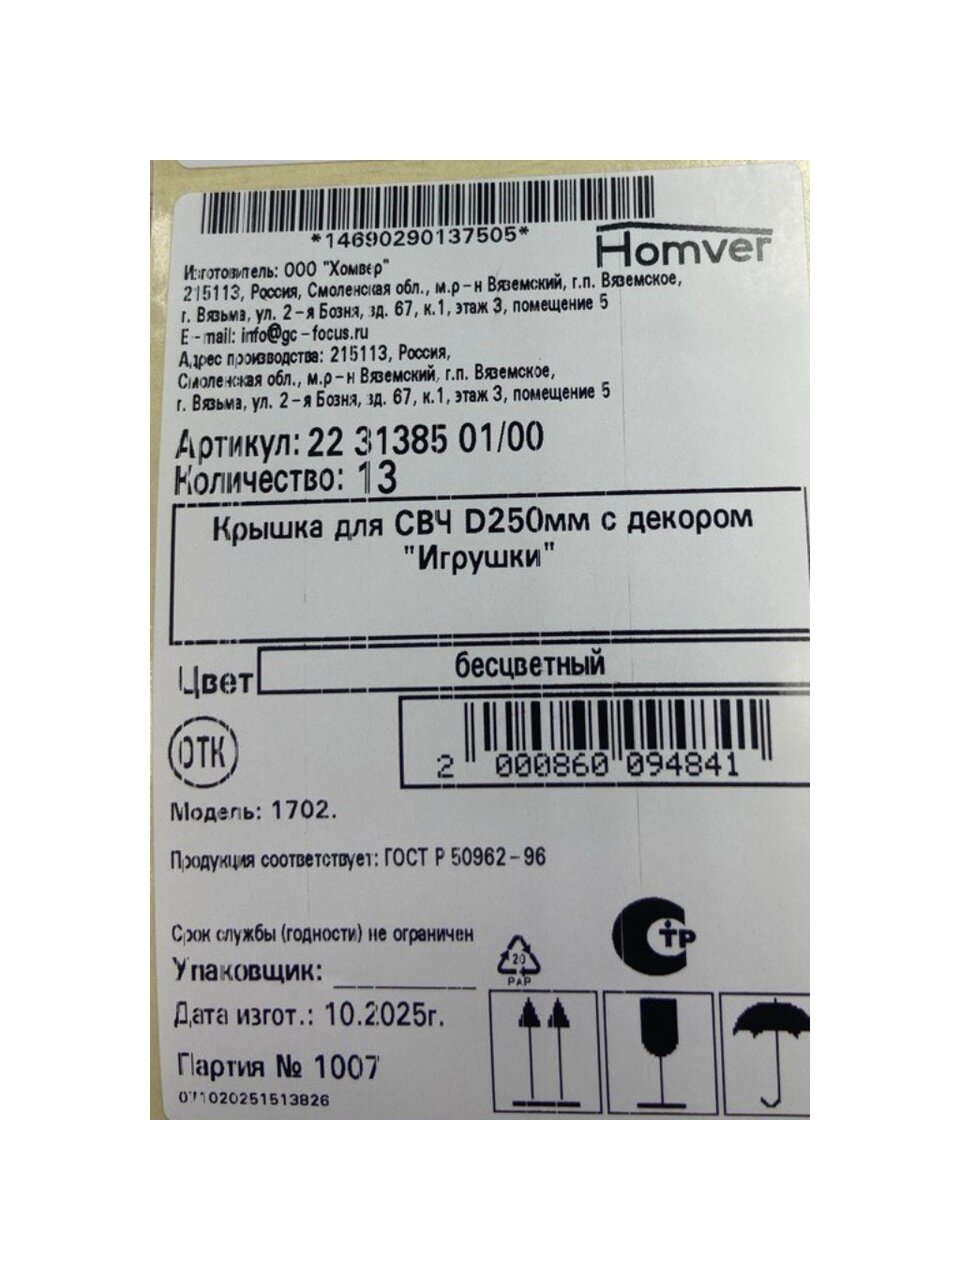 *14690290137505*
Homver
Изготовитель: ООО "Хомвер"
215113, Россия, Смоленская обл., м.р-н Вяземский, г.п. Вяземское,
г. Вязьма, ул. 2-я Бозня, зд. 67, к.1, этаж 3, помещение 5
E-mail: info@gc-focus.ru
Адрес производства: 215113, Россия,
Смоленская обл., м.р-н Вяземский, г.п. Вяземское,
г. Вязьма, ул. 2-я Бозня, зд. 67, к.1, этаж 3, помещение 5
Артикул: 22 31385 01/00
Количество: 13
Крышка для СВЧ D250мм с декором
"Игрушки"
Цвет бесцветный
ОТК
2 000860 094841
Модель: 1702.
Продукция соответствует: ГОСТ Р 50962-96
Срок службы (годности) не ограничен
Упаковщик:
20
PAP
СТР
Дата изгот.: 10.2025г.
Партия № 1007
071020251513826